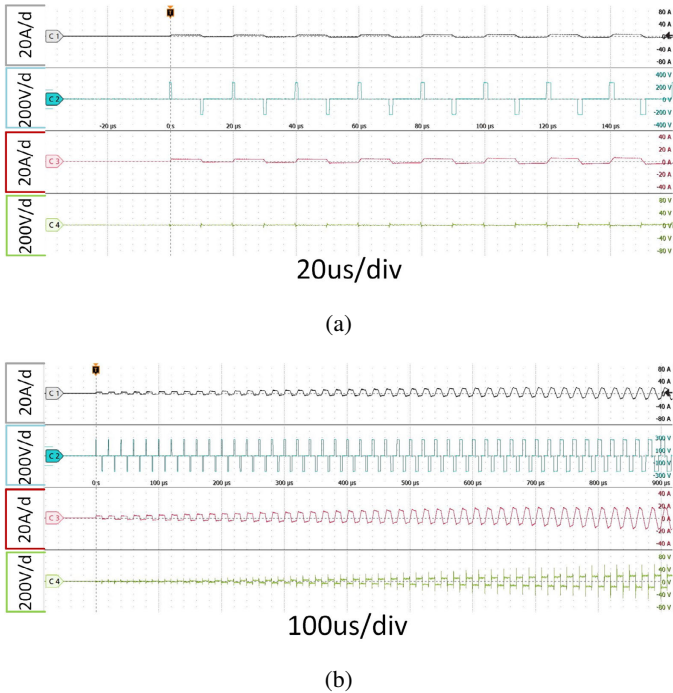 20A/d
C 1
T
80 A
40 A
0 A
-40 A
-80 A
200V/d
C 2
400 V
200 V
0 V
-200 V
-400 V
-20 µs
0 s
20 µs
40 µs
60 µs
80 µs
100 µs
120 µs
140 µs
20A/d
C 3
40 A
20 A
0 A
-20 A
-40 A
200V/d
C 4
80 V
40 V
0 V
-40 V
-80 V
20us/div
(a)
20A/d
C 1
T
80 A
40 A
-40 A
-80 A
200V/d
C 2
300 V
100 V
-100 V
-300 V
0 s
100 µs
200 µs
300 µs
400 µs
500 µs
600 µs
700 µs
800 µs
900 µs
20A/d
C 3
40 A
20 A
0 A
-20 A
-40 A
200V/d
C 4
80 V
40 V
0 V
-40 V
-80 V
100us/div
(b)